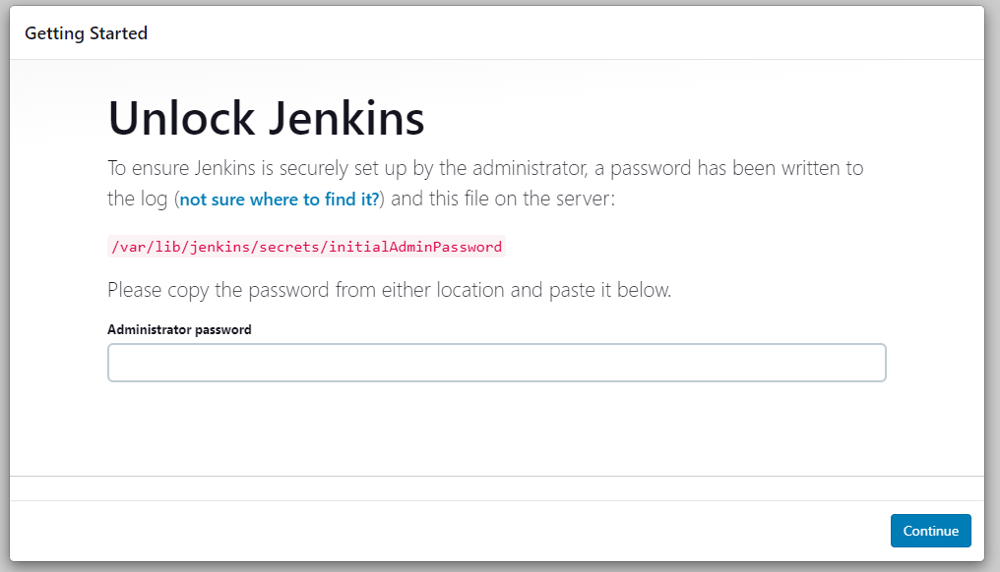 Getting Started
Unlock Jenkins
To ensure Jenkins is securely set up by the administrator, a password has been written to
the log (not sure where to find it?) and this file on the server:
/var/lib/jenkins/secrets/initialAdminPassword
Please copy the password from either location and paste it below.
Administrator password
Continue